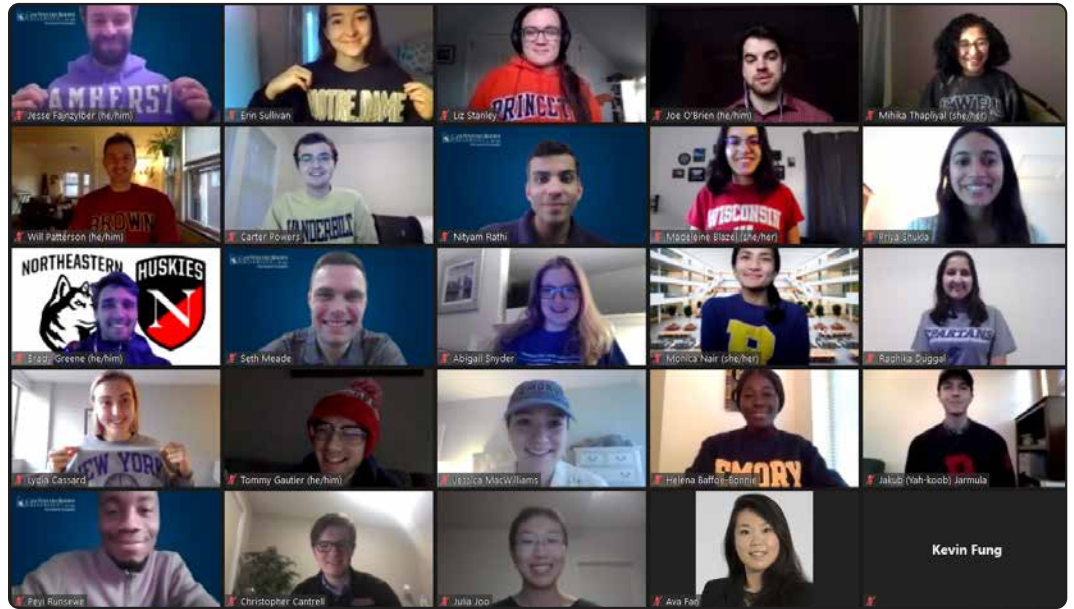 AMHERST
Jesse Fajnzylber (he/him)
NOTRE DAME
Erin Sullivan
PRINCET
Liz Stanley
Joe O'Brien (he/him)
Mihika Thapliyal (she/her)
BROWN
Will Patterson (he/him)
VANDERBILT
Carter Powers
Nityam Rathi
WISCONSIN
Madeleine Blazel (she/her)
Priya Shukla
NORTHEASTERN HUSKIES
N
Brady Greene (he/him)
Seth Meade
Abigail Snyder
Monica Nair (she/her)
SPARTANS
Radhika Duggal
NEW YORK
Lydia Cassard
Tommy Gautier (he/him)
Jessica MacWilliams
EMORY
Helena Baffoe-Bonnie
Jakub (Yah-koob) Jarmula
Peyi Runsewe
Christopher Cantrell
Julia Joo
Ava Fan
Kevin Fung